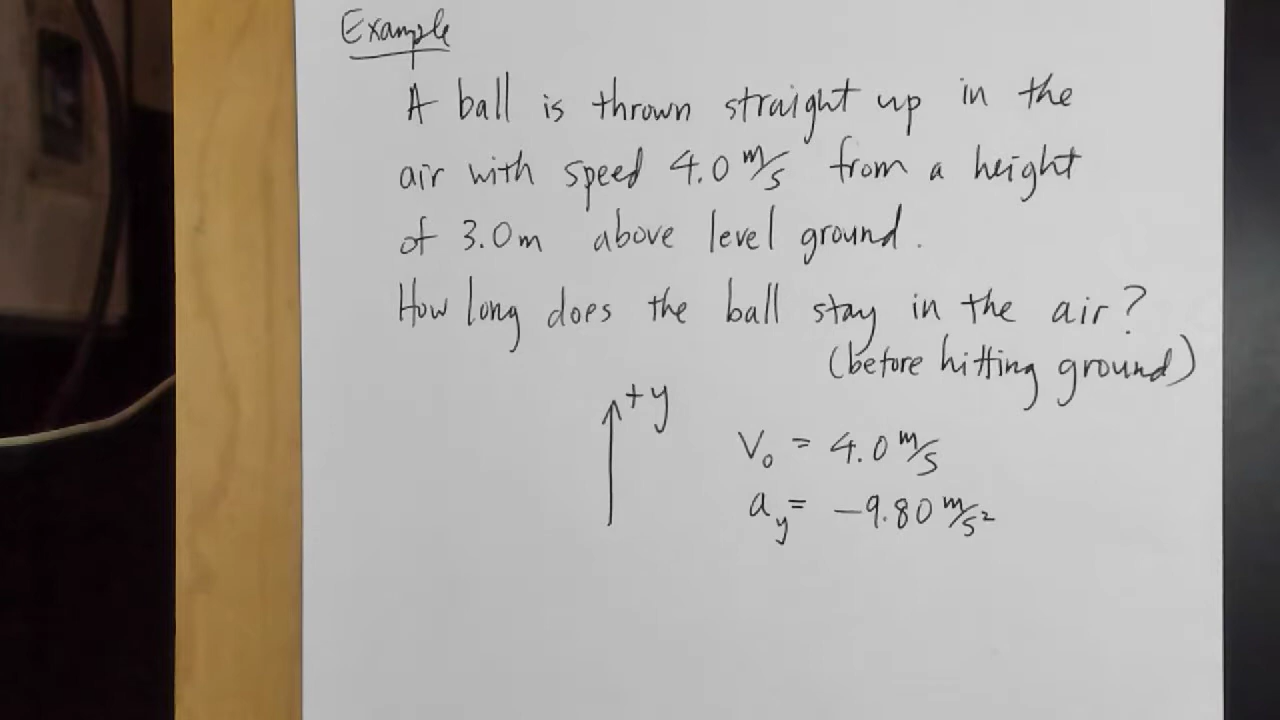 Example
A ball is thrown straight up in the
air with speed 4.0 m/s from a height
of 3.0m above level ground.
How long does the ball stay in the air?
(before hitting ground)
+y
V₀ = 4.0 m/s
a_y = -9.80 m/s²